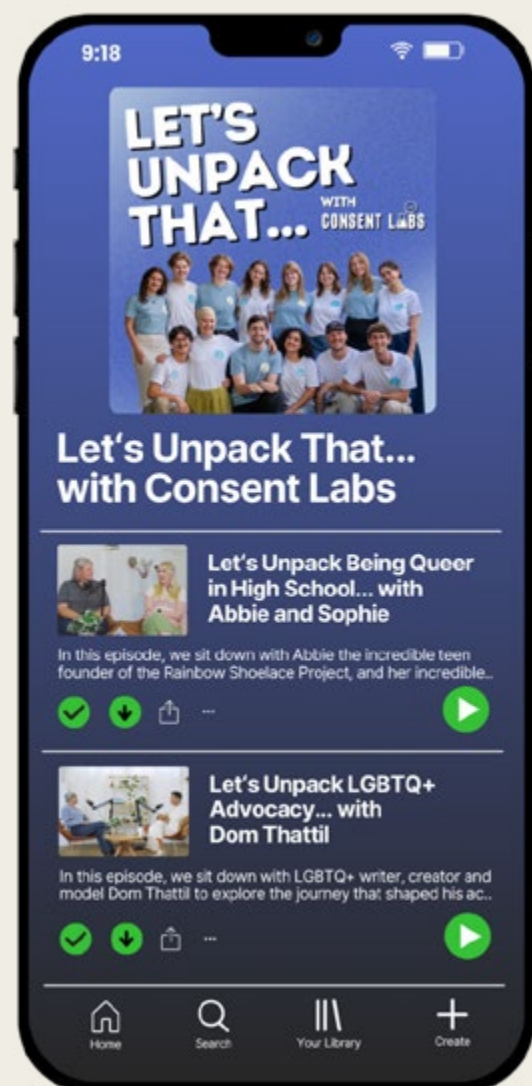 9:18
LET'S
UNPACK
THAT...
WITH
CONSENT LABS
Let's Unpack That...
with Consent Labs
Let's Unpack Being Queer
in High School... with
Abbie and Sophie
In this episode, we sit down with Abbie the incredible teen
founder of the Rainbow Shoelace Project, and her incredible..
...
Let's Unpack LGBTQ+
Advocacy... with
Dom Thattil
In this episode, we sit down with LGBTQ+ writer, creator and
model Dom Thattil to explore the journey that shaped his ac..
...
Home
Search
Your Library
Create